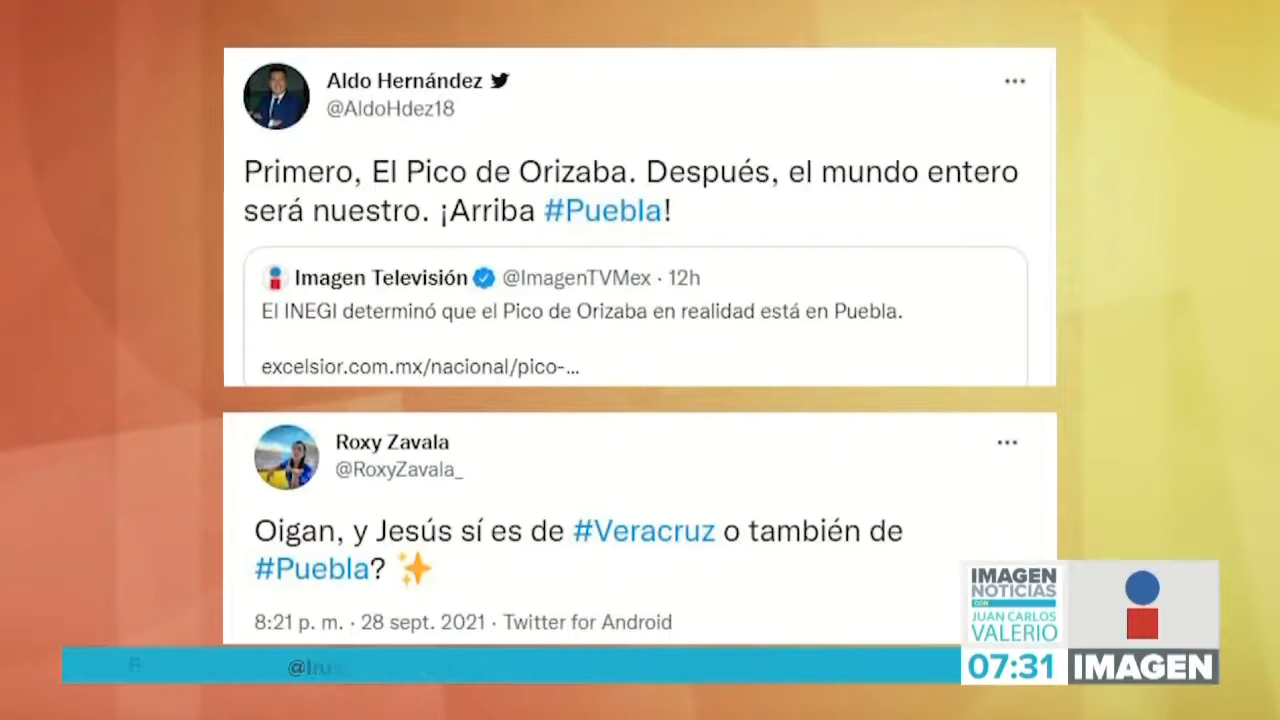 Aldo Hernández
@AldoHdez18
Primero, El Pico de Orizaba. Después, el mundo entero
será nuestro. ¡Arriba #Puebla!
Imagen Televisión @ImagenTVMex · 12h
El INEGI determinó que el Pico de Orizaba en realidad está en Puebla.
excelsior.com.mx/nacional/pico-...
Roxy Zavala
@RoxyZavala_
Oigan, y Jesús sí es de #Veracruz o también de
#Puebla? ✨
8:21 p. m. · 28 sept. 2021 · Twitter for Android
IMAGEN
NOTICIAS
CON
JUAN CARLOS
VALERIO
07:31 IMAGEN